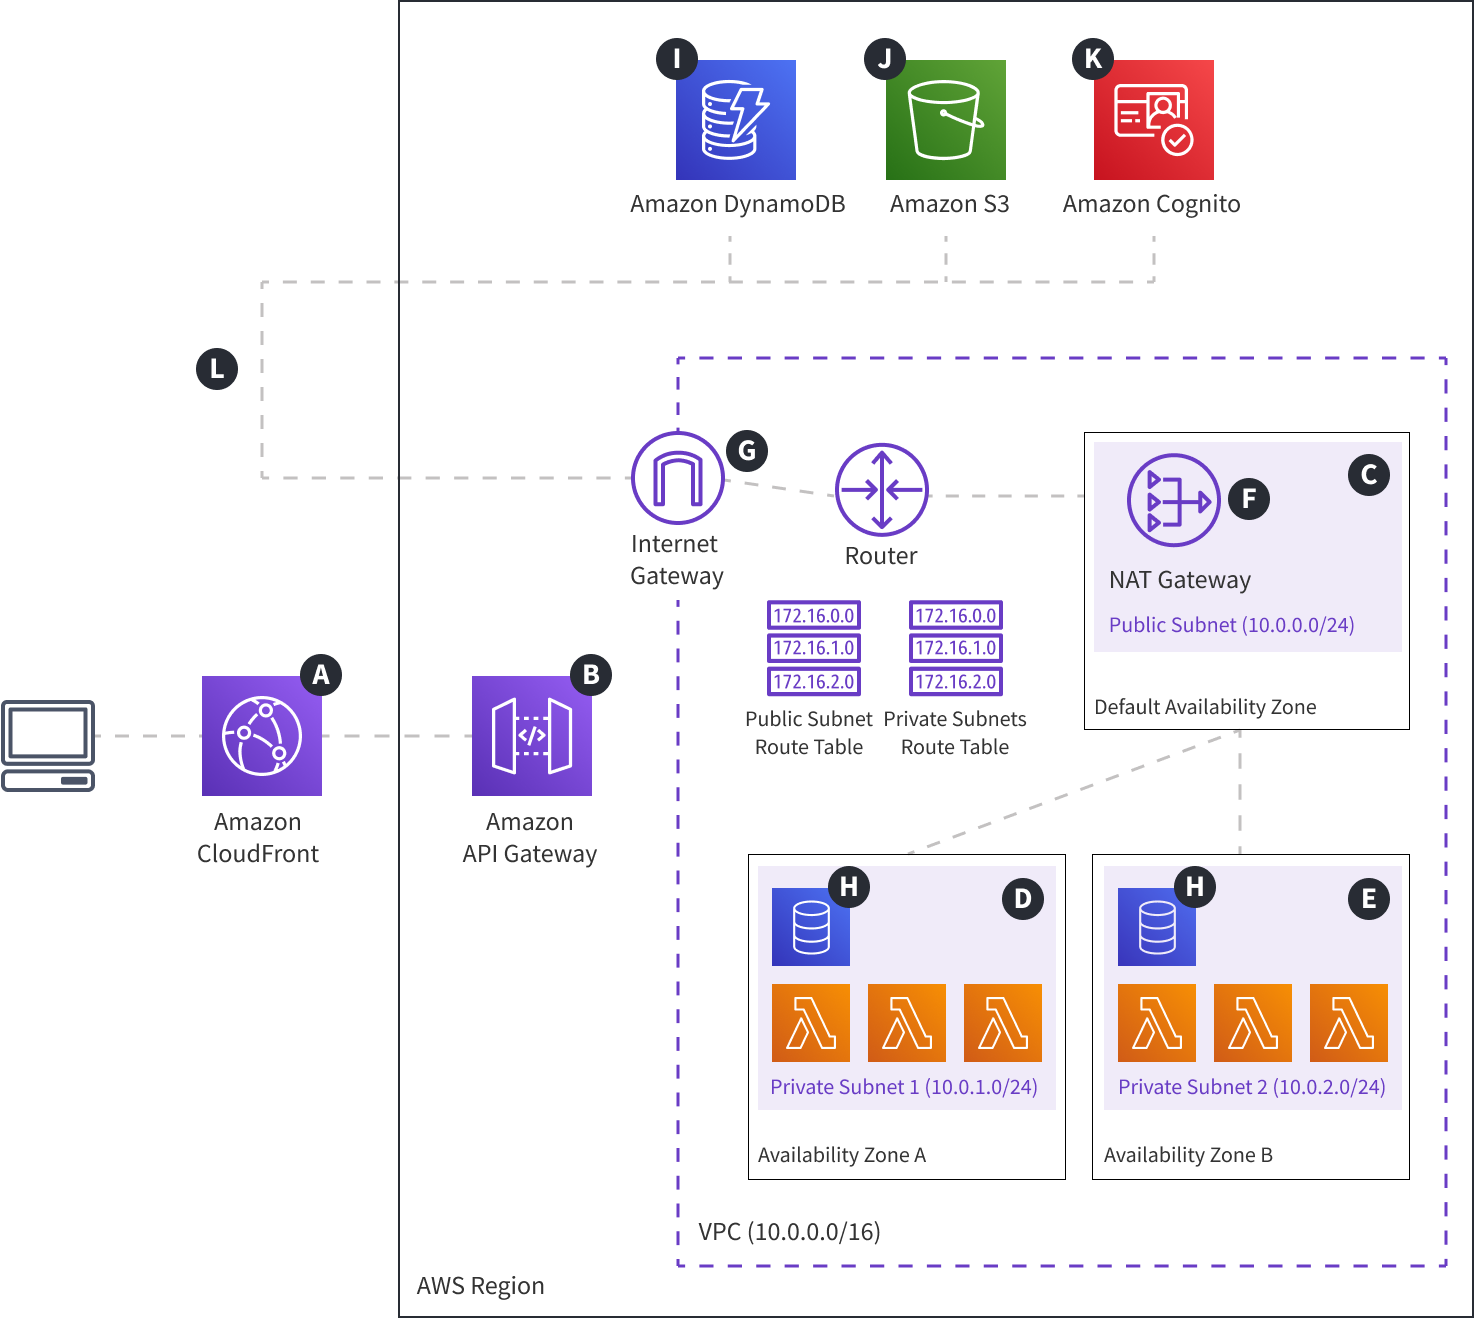 I
J
K
Amazon DynamoDB
Amazon S3
Amazon Cognito
L
G
C
F
Internet
Gateway
Router
NAT Gateway
Public Subnet (10.0.0.0/24)
Default Availability Zone
172.16.0.0
172.16.1.0
172.16.2.0
Public Subnet
Route Table
172.16.0.0
172.16.1.0
172.16.2.0
Private Subnets
Route Table
A
B
</>
Amazon
CloudFront
Amazon
API Gateway
H
D
Private Subnet 1 (10.0.1.0/24)
Availability Zone A
H
E
Private Subnet 2 (10.0.2.0/24)
Availability Zone B
VPC (10.0.0.0/16)
AWS Region